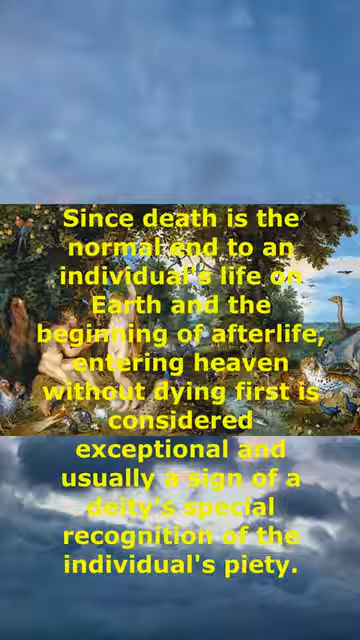 Since death is the
normal end to an
individual's life on
Earth and the
beginning of afterlife,
entering heaven
without dying first is
considered
exceptional and
usually a sign of a
deity's special
recognition of the
individual's piety.